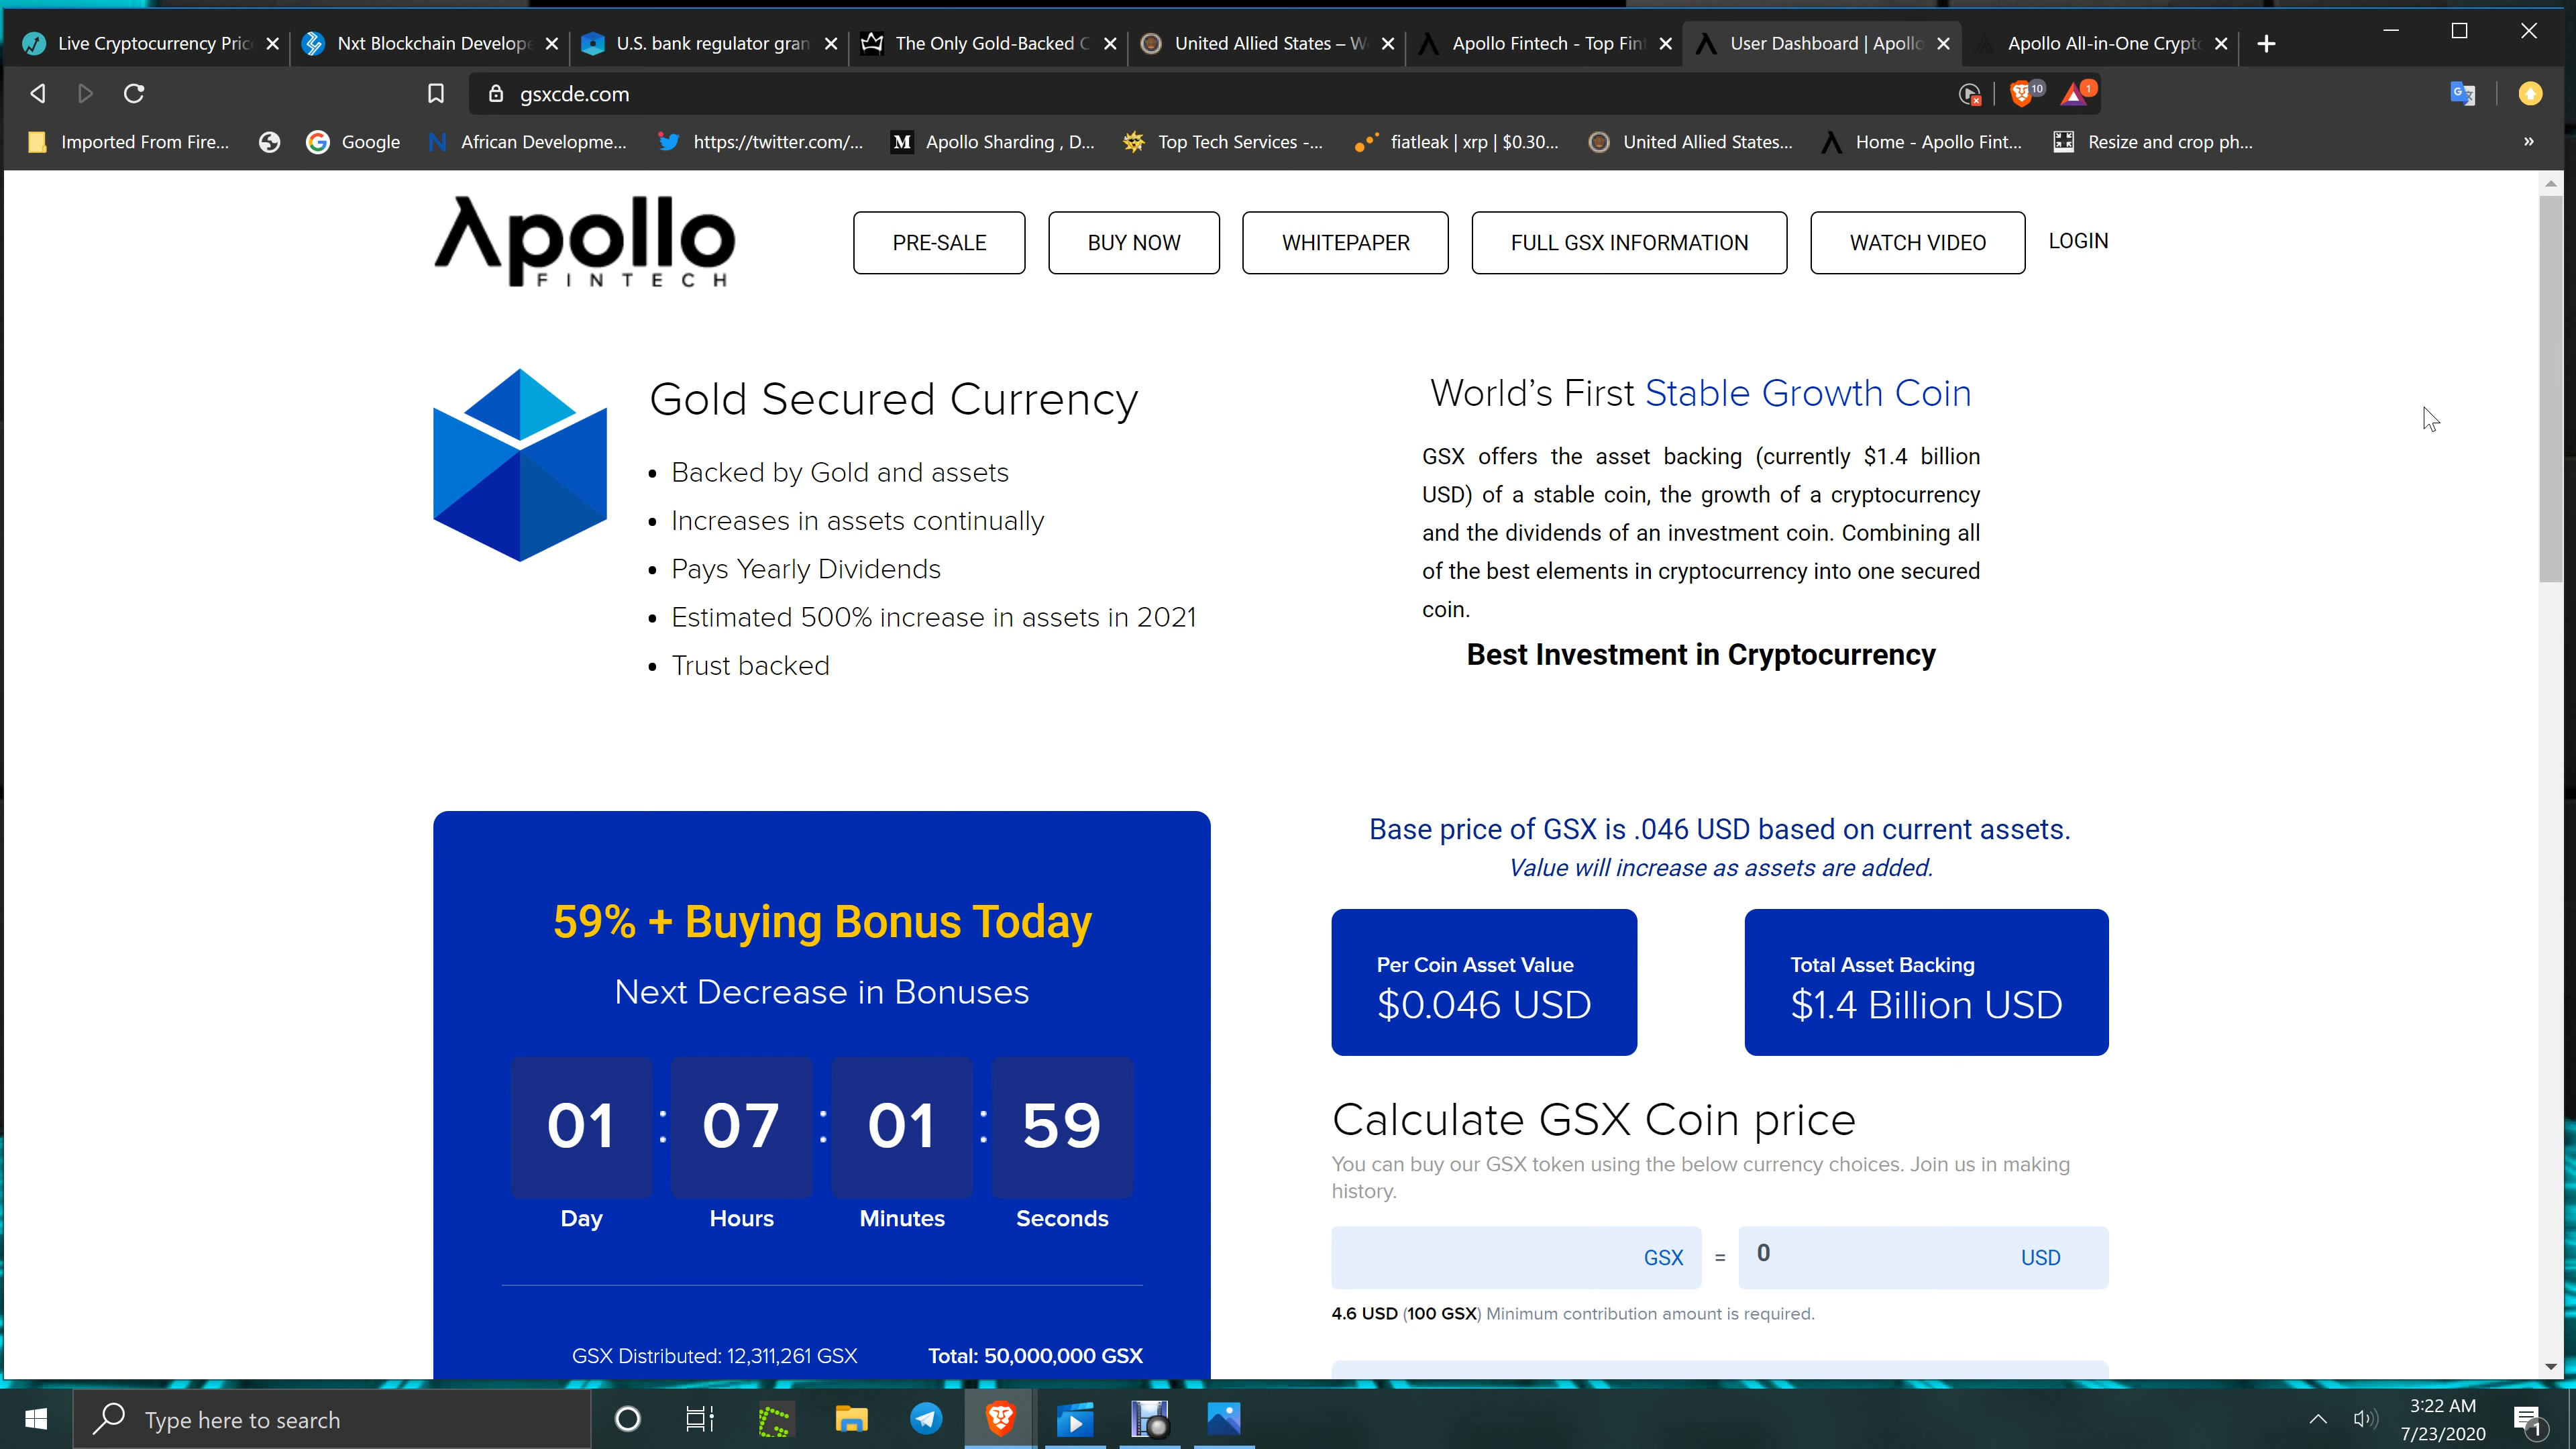 Live Cryptocurrency Pric
Nxt Blockchain Develope
U.S. bank regulator gran
The Only Gold-Backed C
United Allied States – W
Apollo Fintech - Top Fin
User Dashboard | Apollo
Apollo All-in-One Crypt
gsxcde.com
10
1
Imported From Fire...
Google
African Developme...
https://twitter.com/...
Apollo Sharding , D...
Top Tech Services -...
fiatleak | xrp | $0.30...
United Allied States...
Home - Apollo Fint...
Resize and crop ph...
»
Apollo
FINTECH
PRE-SALE
BUY NOW
WHITEPAPER
FULL GSX INFORMATION
WATCH VIDEO
LOGIN
Gold Secured Currency
• Backed by Gold and assets
• Increases in assets continually
• Pays Yearly Dividends
• Estimated 500% increase in assets in 2021
• Trust backed
World's First Stable Growth Coin
GSX offers the asset backing (currently $1.4 billion
USD) of a stable coin, the growth of a cryptocurrency
and the dividends of an investment coin. Combining all
of the best elements in cryptocurrency into one secured
coin.
Best Investment in Cryptocurrency
59% + Buying Bonus Today
Next Decrease in Bonuses
01 : 07 : 01 : 59
Day Hours Minutes Seconds
GSX Distributed: 12,311,261 GSX
Total: 50,000,000 GSX
Base price of GSX is .046 USD based on current assets.
Value will increase as assets are added.
Per Coin Asset Value
$0.046 USD
Total Asset Backing
$1.4 Billion USD
Calculate GSX Coin price
You can buy our GSX token using the below currency choices. Join us in making
history.
GSX = 0 USD
4.6 USD (100 GSX) Minimum contribution amount is required.
Type here to search
3:22 AM
7/23/2020
1